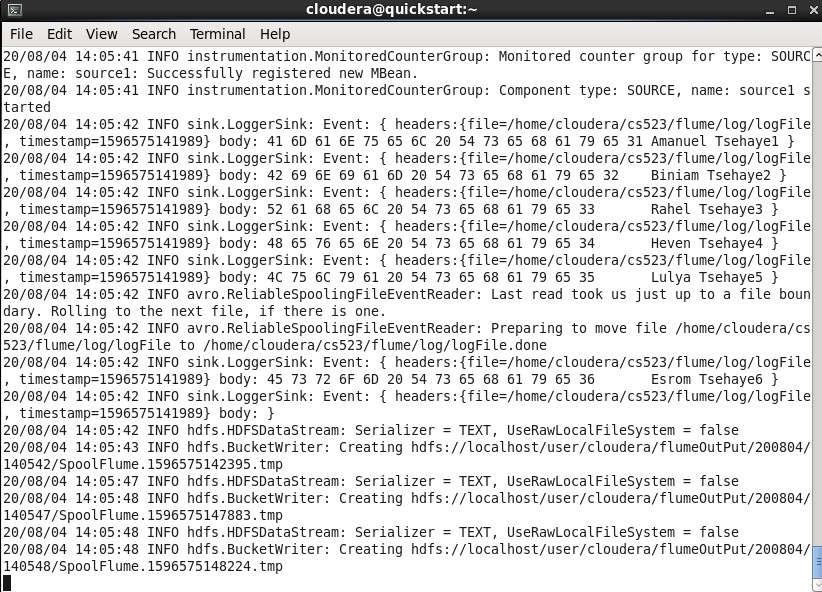 cloudera@quickstart:~
File Edit View Search Terminal Help
20/08/04 14:05:41 INFO instrumentation.MonitoredCounterGroup: Monitored counter group for type: SOURC
E, name: source1: Successfully registered new MBean.
20/08/04 14:05:41 INFO instrumentation.MonitoredCounterGroup: Component type: SOURCE, name: source1 s
tarted
20/08/04 14:05:42 INFO sink.LoggerSink: Event: { headers:{file=/home/cloudera/cs523/flume/log/logFile
, timestamp=1596575141989} body: 41 6D 61 6E 75 65 6C 20 54 73 65 68 61 79 65 31 Amanuel Tsehaye1 }
20/08/04 14:05:42 INFO sink.LoggerSink: Event: { headers:{file=/home/cloudera/cs523/flume/log/logFile
, timestamp=1596575141989} body: 42 69 6E 69 61 6D 20 54 73 65 68 61 79 65 32    Biniam Tsehaye2 }
20/08/04 14:05:42 INFO sink.LoggerSink: Event: { headers:{file=/home/cloudera/cs523/flume/log/logFile
, timestamp=1596575141989} body: 52 61 68 65 6C 20 54 73 65 68 61 79 65 33       Rahel Tsehaye3 }
20/08/04 14:05:42 INFO sink.LoggerSink: Event: { headers:{file=/home/cloudera/cs523/flume/log/logFile
, timestamp=1596575141989} body: 48 65 76 65 6E 20 54 73 65 68 61 79 65 34       Heven Tsehaye4 }
20/08/04 14:05:42 INFO sink.LoggerSink: Event: { headers:{file=/home/cloudera/cs523/flume/log/logFile
, timestamp=1596575141989} body: 4C 75 6C 79 61 20 54 73 65 68 61 79 65 35       Lulya Tsehaye5 }
20/08/04 14:05:42 INFO avro.ReliableSpoolingFileEventReader: Last read took us just up to a file boun
dary. Rolling to the next file, if there is one.
20/08/04 14:05:42 INFO avro.ReliableSpoolingFileEventReader: Preparing to move file /home/cloudera/cs
523/flume/log/logFile to /home/cloudera/cs523/flume/log/logFile.done
20/08/04 14:05:42 INFO sink.LoggerSink: Event: { headers:{file=/home/cloudera/cs523/flume/log/logFile
, timestamp=1596575141989} body: 45 73 72 6F 6D 20 54 73 65 68 61 79 65 36       Esrom Tsehaye6 }
20/08/04 14:05:42 INFO sink.LoggerSink: Event: { headers:{file=/home/cloudera/cs523/flume/log/logFile
, timestamp=1596575141989} body: }
20/08/04 14:05:42 INFO hdfs.HDFSDataStream: Serializer = TEXT, UseRawLocalFileSystem = false
20/08/04 14:05:43 INFO hdfs.BucketWriter: Creating hdfs://localhost/user/cloudera/flumeOutPut/200804/
140542/SpoolFlume.1596575142395.tmp
20/08/04 14:05:47 INFO hdfs.HDFSDataStream: Serializer = TEXT, UseRawLocalFileSystem = false
20/08/04 14:05:48 INFO hdfs.BucketWriter: Creating hdfs://localhost/user/cloudera/flumeOutPut/200804/
140547/SpoolFlume.1596575147883.tmp
20/08/04 14:05:48 INFO hdfs.HDFSDataStream: Serializer = TEXT, UseRawLocalFileSystem = false
20/08/04 14:05:48 INFO hdfs.BucketWriter: Creating hdfs://localhost/user/cloudera/flumeOutPut/200804/
140548/SpoolFlume.1596575148224.tmp